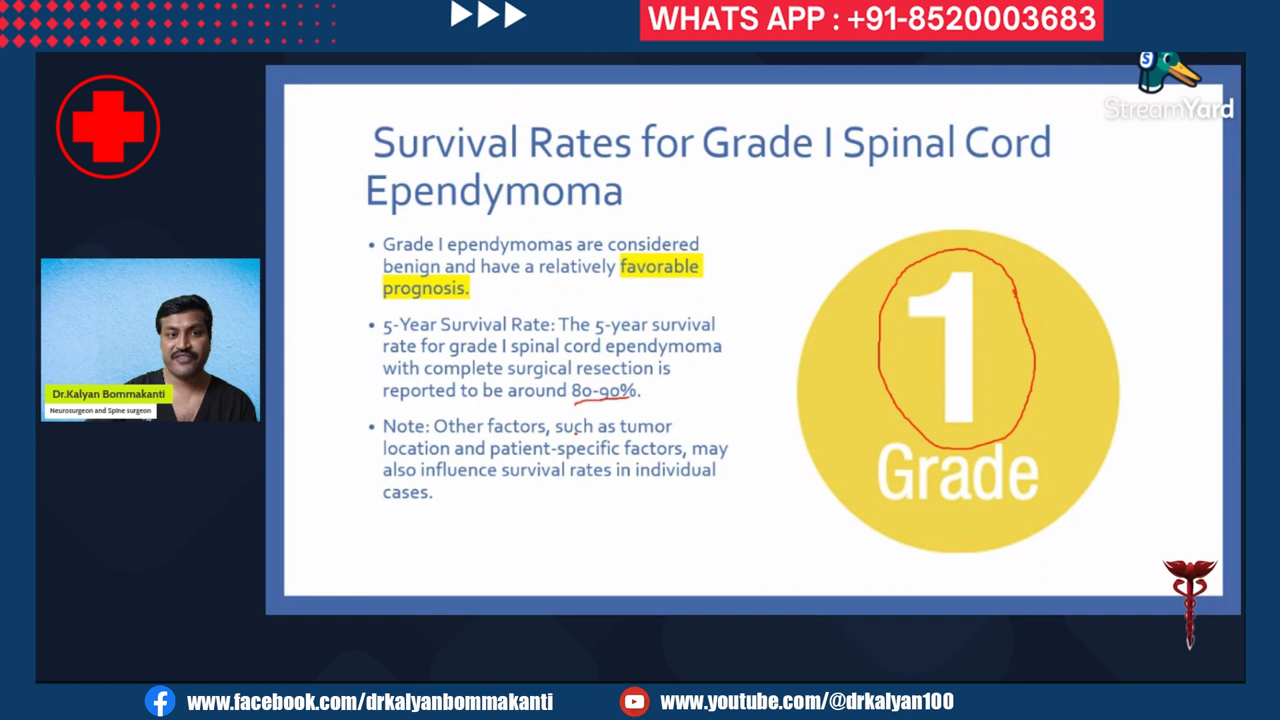 WHATS APP : +91-8520003683
S
StreamYard
Survival Rates for Grade I Spinal Cord
Ependymoma
• Grade I ependymomas are considered
benign and have a relatively favorable
prognosis.
• 5-Year Survival Rate: The 5-year survival
rate for grade I spinal cord ependymoma
with complete surgical resection is
reported to be around 80-90%.
• Note: Other factors, such as tumor
location and patient-specific factors, may
also influence survival rates in individual
cases.
1
Grade
Dr.Kalyan Bommakanti
Neurosurgeon and Spine surgeon
www.facebook.com/drkalyanbommakanti
www.youtube.com/@drkalyan100